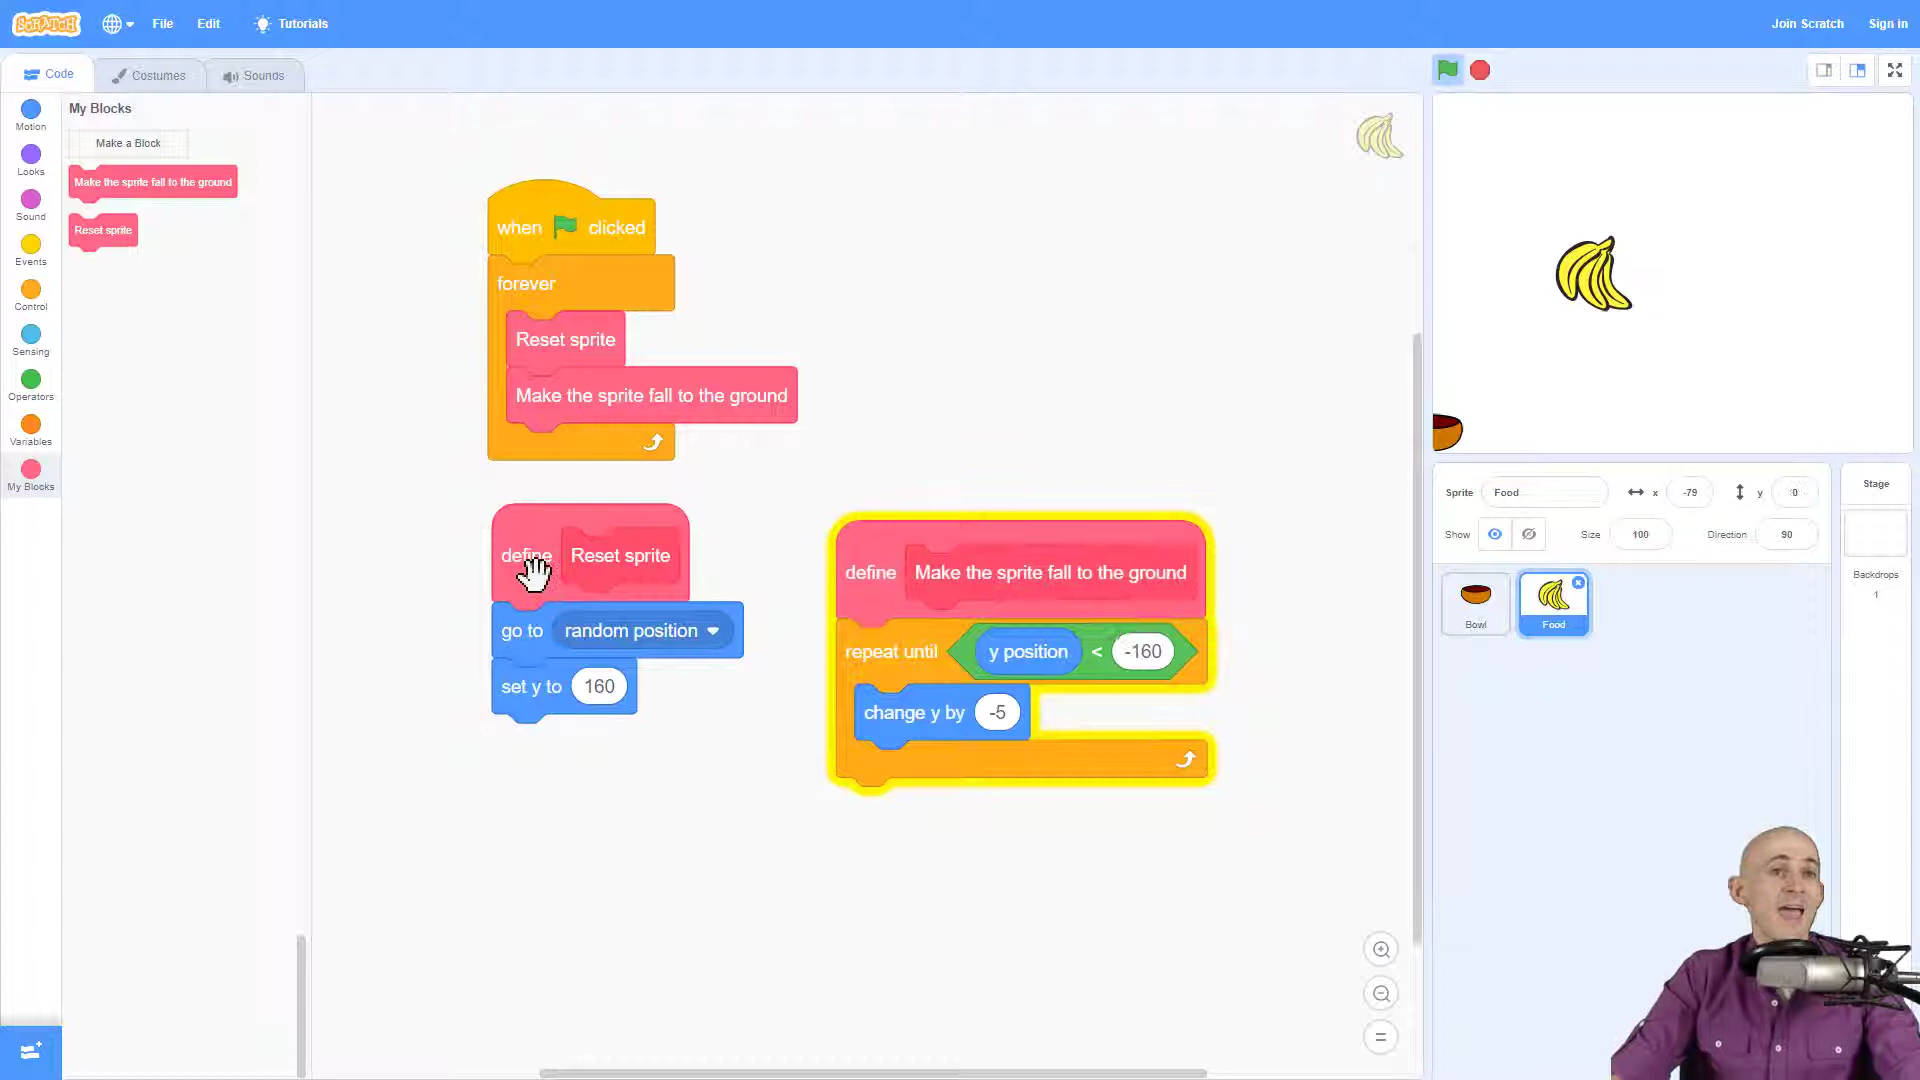 SCRATCH
File
Edit
Tutorials
Join Scratch
Sign in
Code
Costumes
Sounds
Motion
Looks
Sound
Events
Control
Sensing
Operators
Variables
My Blocks
My Blocks
Make a Block
Make the sprite fall to the ground
Reset sprite
when clicked
forever
Reset sprite
Make the sprite fall to the ground
define Reset sprite
go to random position
set y to 160
define Make the sprite fall to the ground
repeat until y position < -160
change y by -5
Sprite Food x -79 y 0
Show Size 100 Direction 90
Bowl
Food
Stage
Backdrops
1